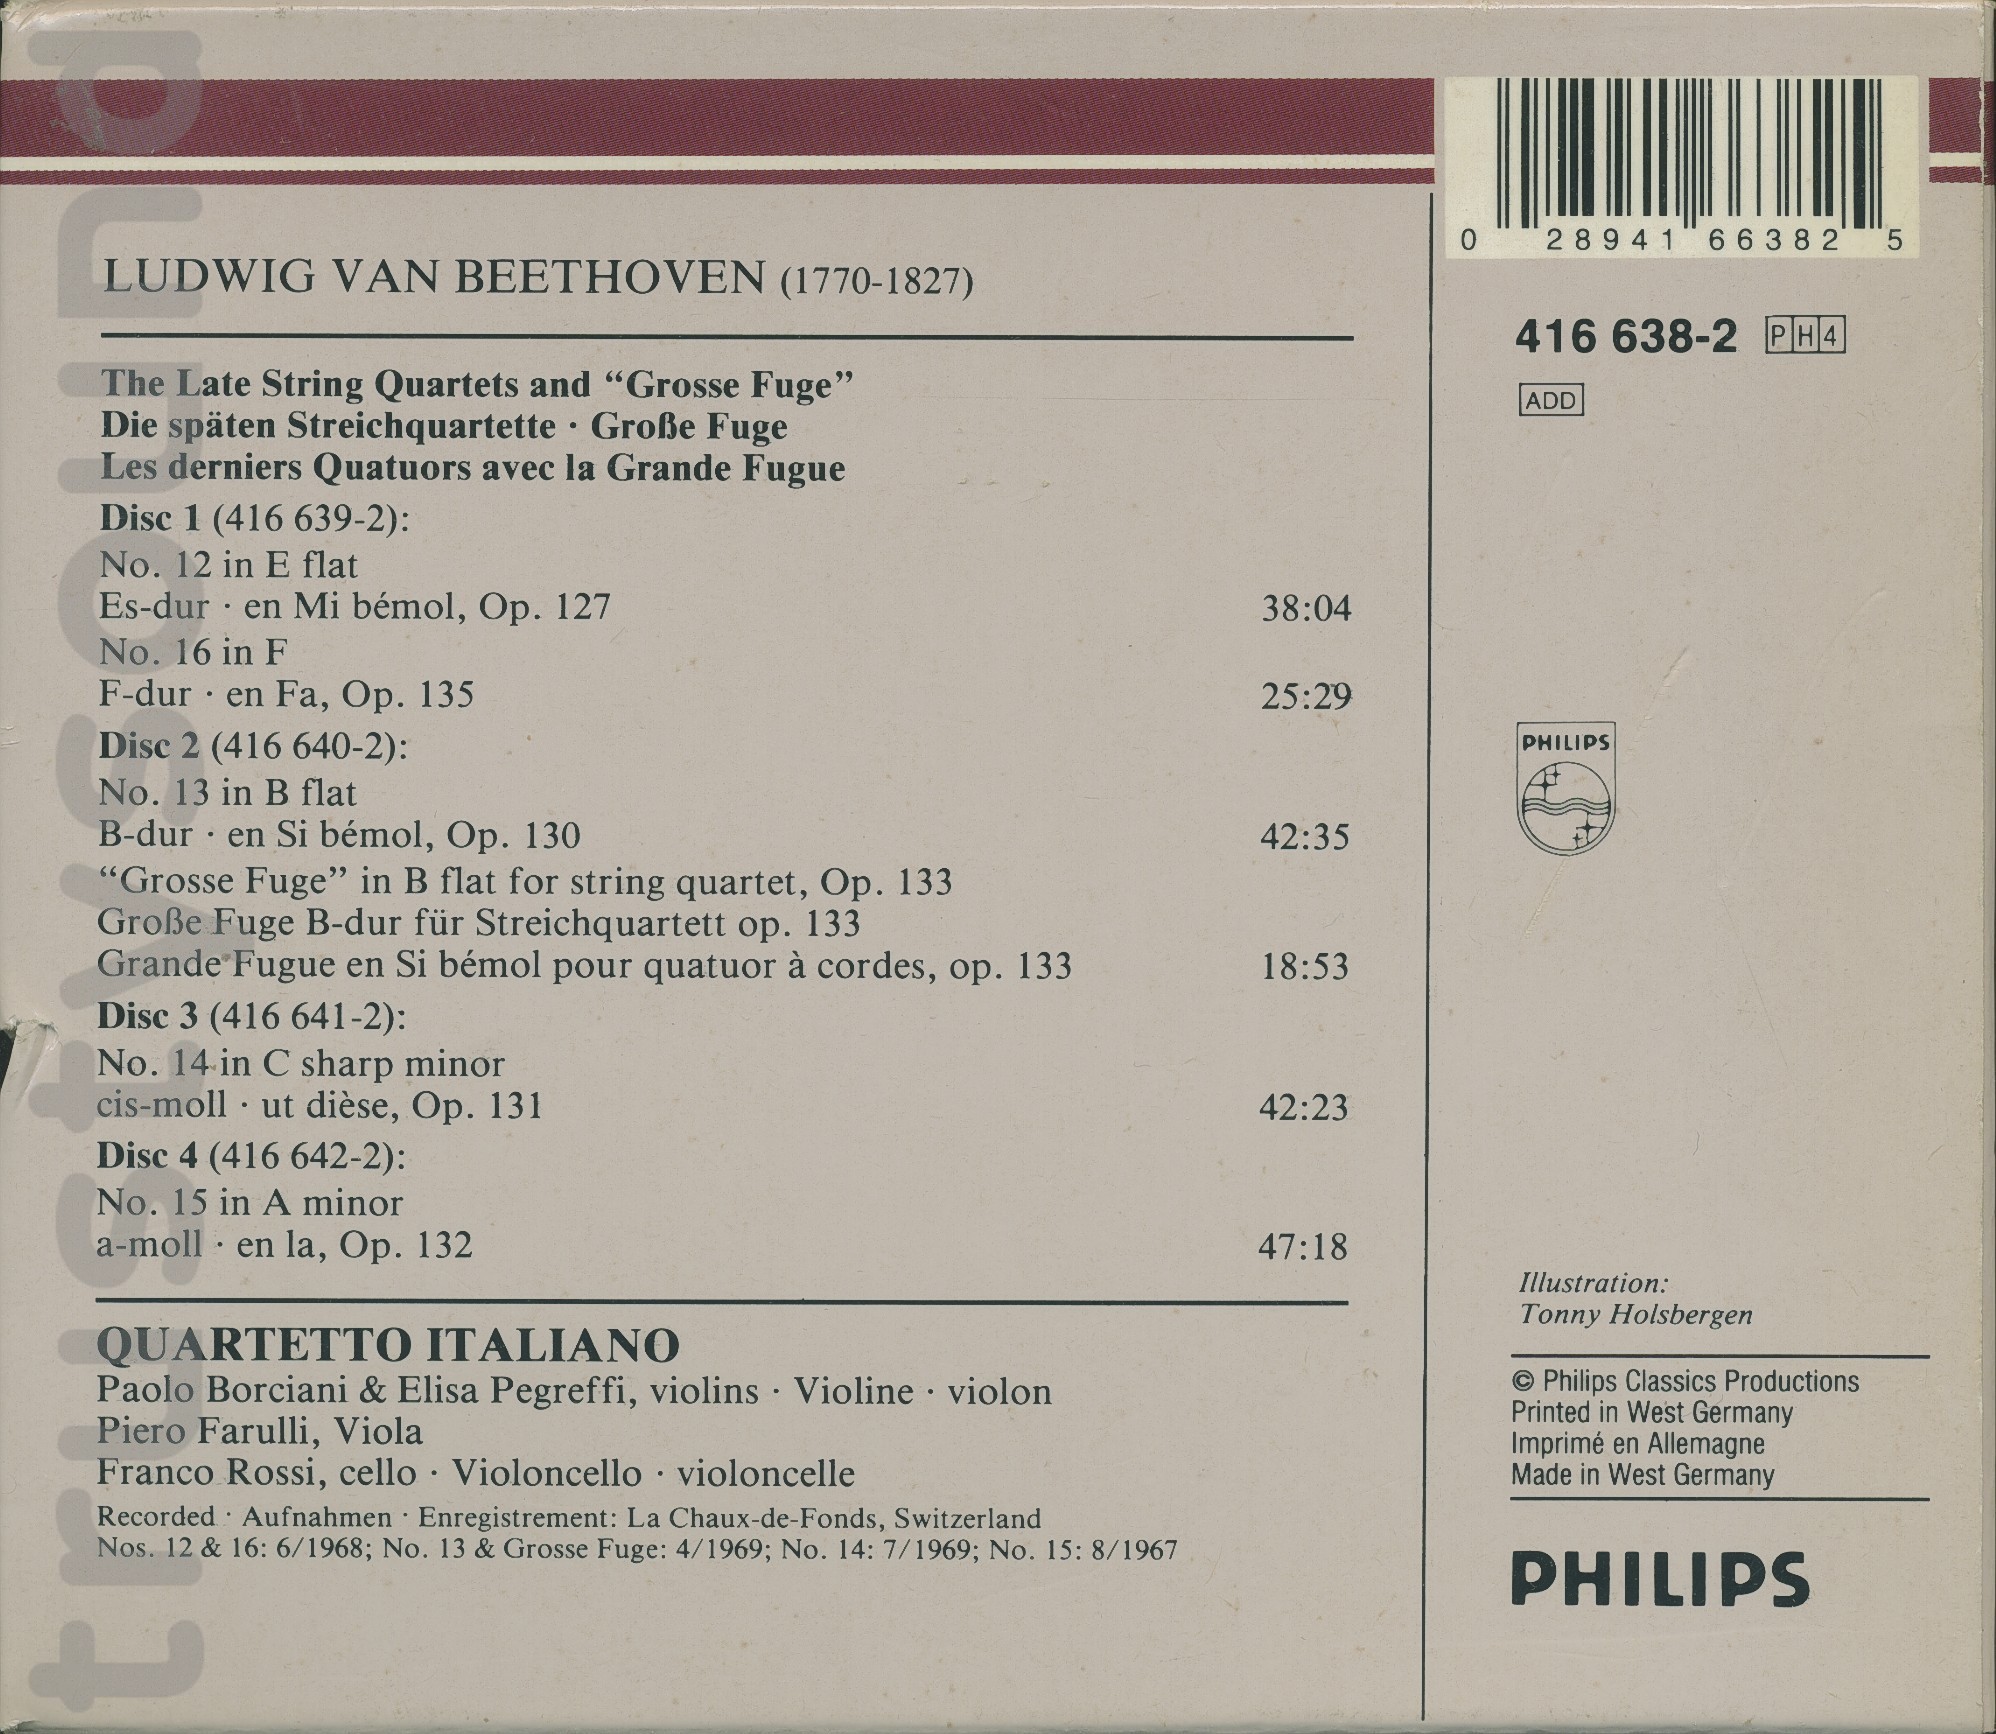 0 28941 66382 5
LUDWIG VAN BEETHOVEN (1770-1827)
416 638-2 PH4
ADD
The Late String Quartets and “Grosse Fuge”
Die späten Streichquartette · Große Fuge
Les derniers Quatuors avec la Grande Fugue
Disc 1 (416 639-2):
No. 12 in E flat
Es-dur · en Mi bémol, Op. 127 38:04
No. 16 in F
F-dur · en Fa, Op. 135 25:29
Disc 2 (416 640-2):
No. 13 in B flat
B-dur · en Si bémol, Op. 130 42:35
“Grosse Fuge” in B flat for string quartet, Op. 133
Große Fuge B-dur für Streichquartett op. 133
Grande Fugue en Si bémol pour quatuor à cordes, op. 133 18:53
Disc 3 (416 641-2):
No. 14 in C sharp minor
cis-moll · ut dièse, Op. 131 42:23
Disc 4 (416 642-2):
No. 15 in A minor
a-moll · en la, Op. 132 47:18
QUARTETTO ITALIANO
Paolo Borciani & Elisa Pegreffi, violins · Violine · violon
Piero Farulli, Viola
Franco Rossi, cello · Violoncello · violoncelle
Recorded · Aufnahmen · Enregistrement: La Chaux-de-Fonds, Switzerland
Nos. 12 & 16: 6/1968; No. 13 & Grosse Fuge: 4/1969; No. 14: 7/1969; No. 15: 8/1967
PHILIPS
Illustration:
Tonny Holsbergen
© Philips Classics Productions
Printed in West Germany
Imprimé en Allemagne
Made in West Germany
PHILIPS
trustysound